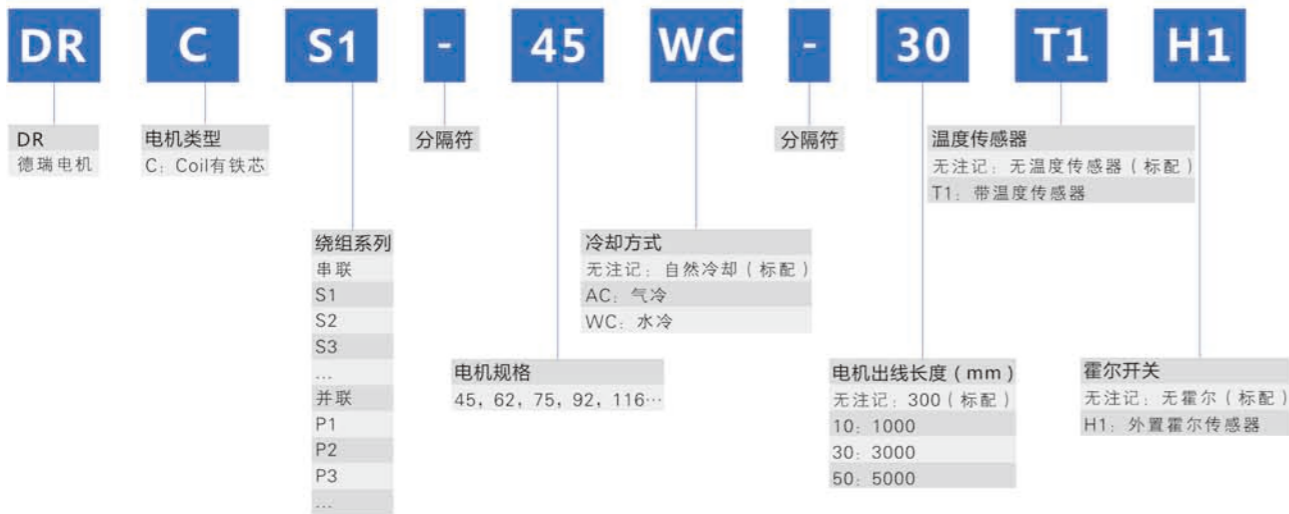 DR C S1 - 45 WC - 30 T1 H1
DR
德瑞电机
电机类型
C：Coil有铁芯
绕组系列
串联
S1
S2
S3
...
并联
P1
P2
P3
...
分隔符
电机规格
45，62，75，92，116…
冷却方式
无注记：自然冷却（标配）
AC：气冷
WC：水冷
分隔符
电机出线长度（mm）
无注记：300（标配）
10：1000
30：3000
50：5000
温度传感器
无注记：无温度传感器（标配）
T1：带温度传感器
霍尔开关
无注记：无霍尔（标配）
H1：外置霍尔传感器